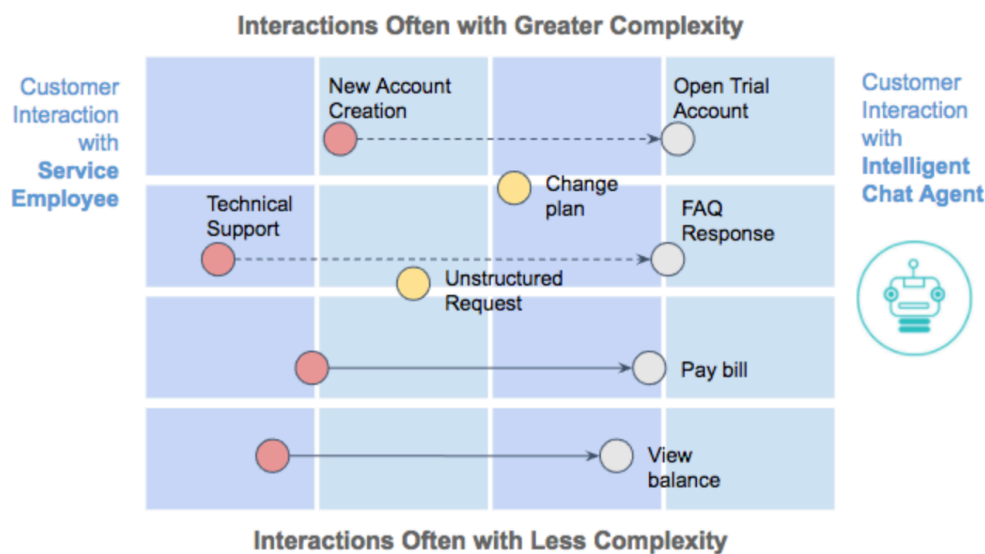 Interactions Often with Greater Complexity
Customer
Interaction
with
Service
Employee
New Account
Creation
Open Trial
Account
Customer
Interaction
with
Intelligent
Chat Agent
Change
plan
Technical
Support
FAQ
Response
Unstructured
Request
Pay bill
View
balance
Interactions Often with Less Complexity